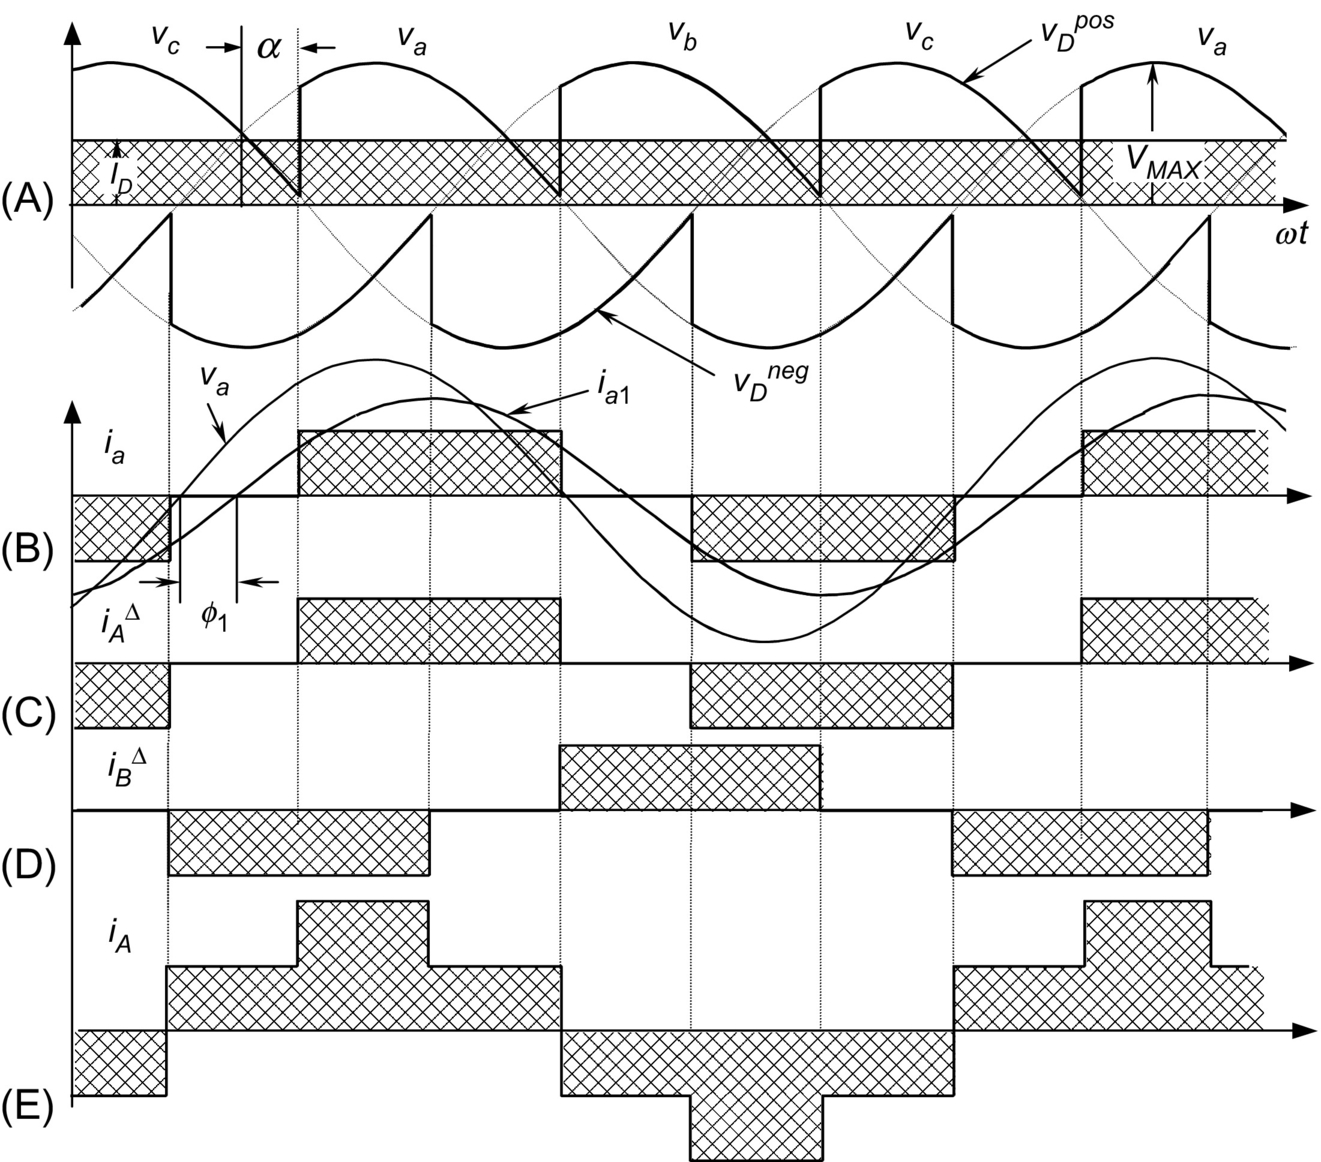 v_c α v_a v_b v_c v_D^pos v_a
I_D V_MAX
(A)
ωt
v_a i_a1 v_D^neg
i_a
(B)
i_A^Δ ϕ_1
(C)
i_B^Δ
(D)
i_A
(E)